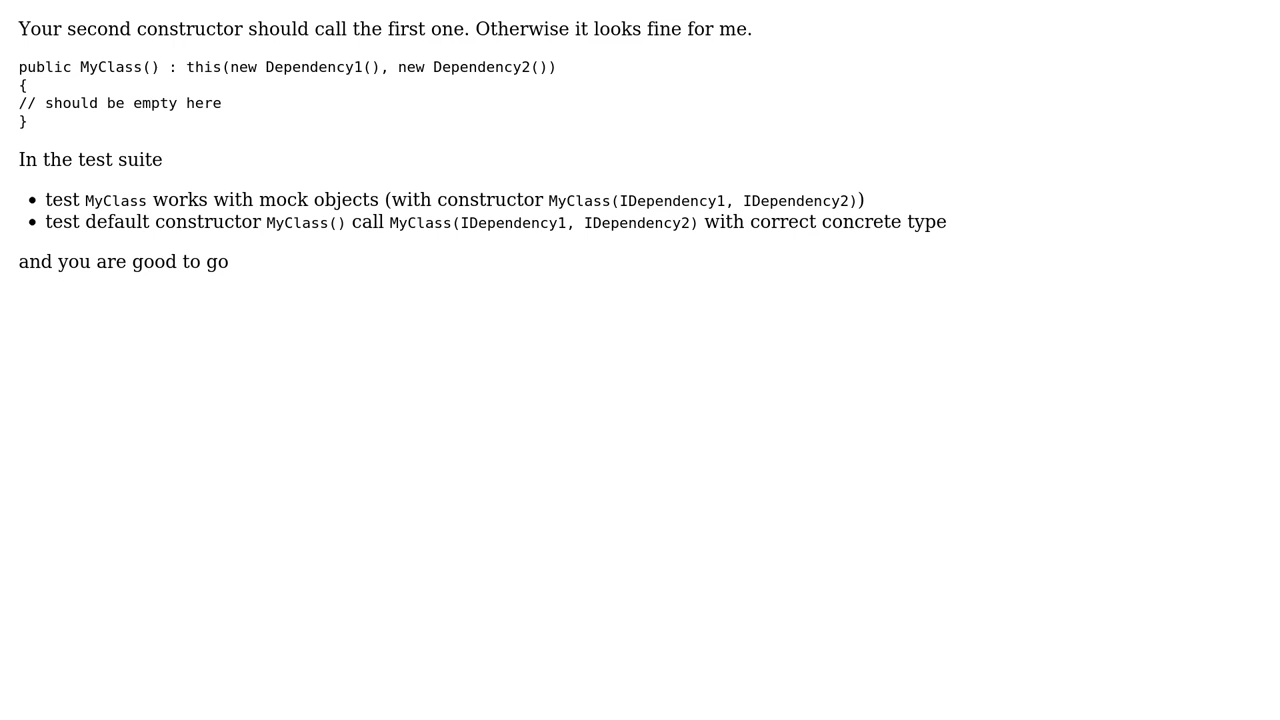 Your second constructor should call the first one. Otherwise it looks fine for me.
public MyClass() : this(new Dependency1(), new Dependency2())
{
// should be empty here
}
In the test suite
• test MyClass works with mock objects (with constructor MyClass(IDependency1, IDependency2))
• test default constructor MyClass() call MyClass(IDependency1, IDependency2) with correct concrete type
and you are good to go